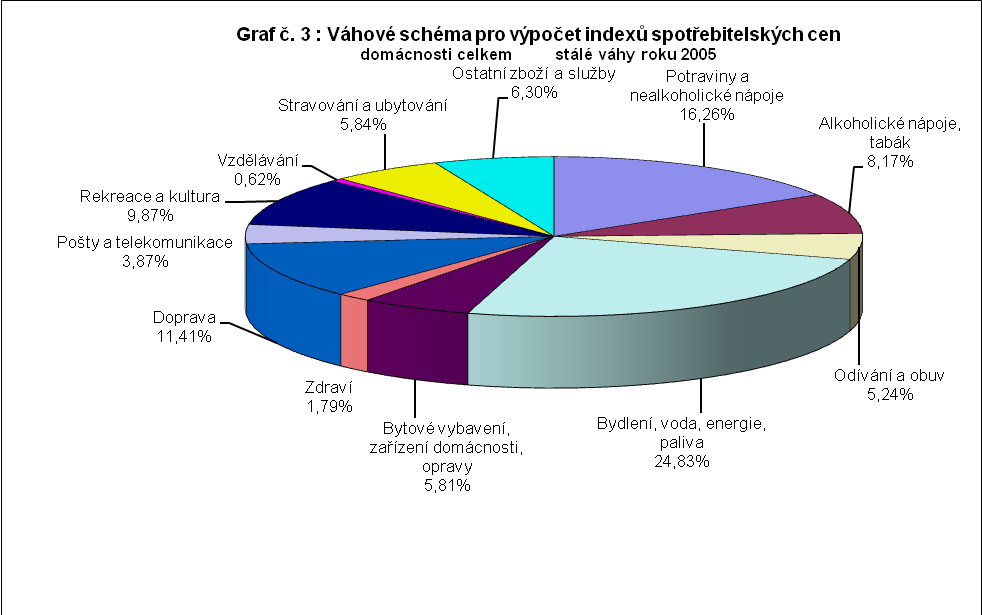 Graf č. 3 : Váhové schéma pro výpočet indexů spotřebitelských cen
domácnosti celkem stálé váhy roku 2005
Ostatní zboží a služby
6,30%
Potraviny a
nealkoholické nápoje
16,26%
Alkoholické nápoje,
tabák
8,17%
Odívání a obuv
5,24%
Bydlení, voda, energie,
paliva
24,83%
Bytové vybavení,
zařízení domácnosti,
opravy
5,81%
Zdraví
1,79%
Doprava
11,41%
Pošty a telekomunikace
3,87%
Rekreace a kultura
9,87%
Vzdělávání
0,62%
Stravování a ubytování
5,84%